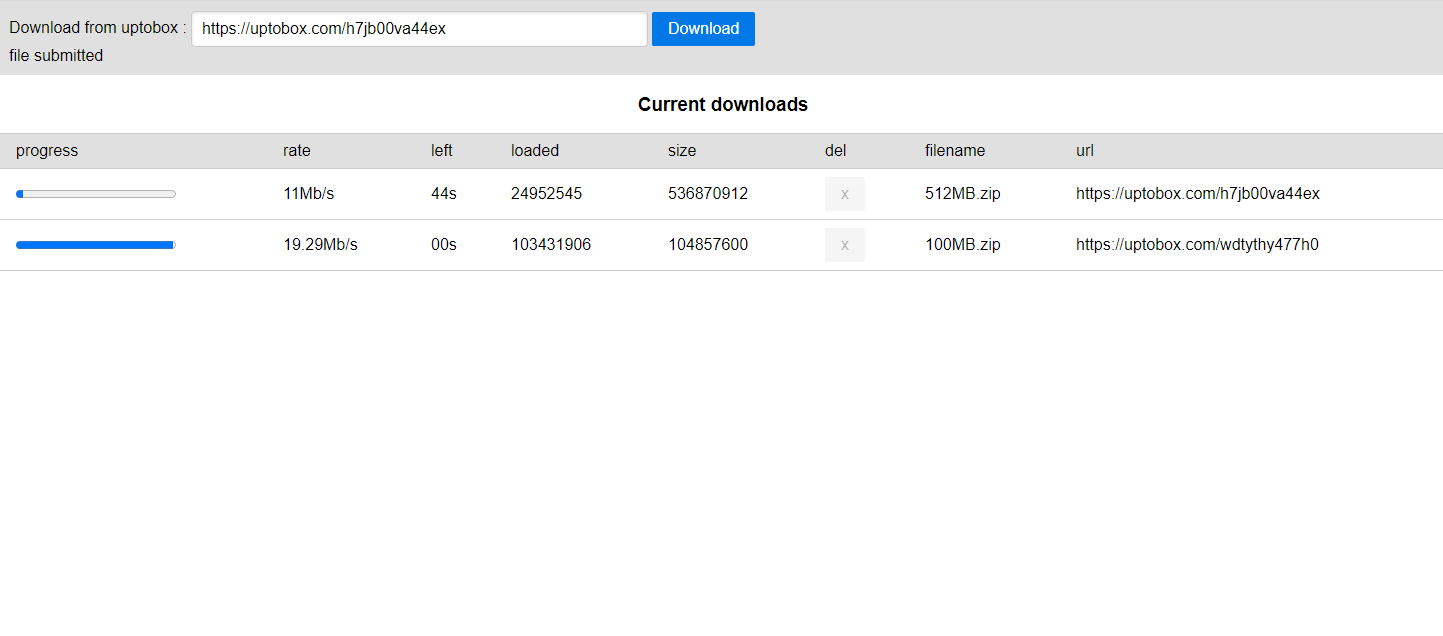 Download from uptobox : https://uptobox.com/h7jb00va44ex Download
file submitted
Current downloads
progress rate left loaded size del filename url
11Mb/s 44s 24952545 536870912 x 512MB.zip https://uptobox.com/h7jb00va44ex
19.29Mb/s 00s 103431906 104857600 x 100MB.zip https://uptobox.com/wdtythy477h0